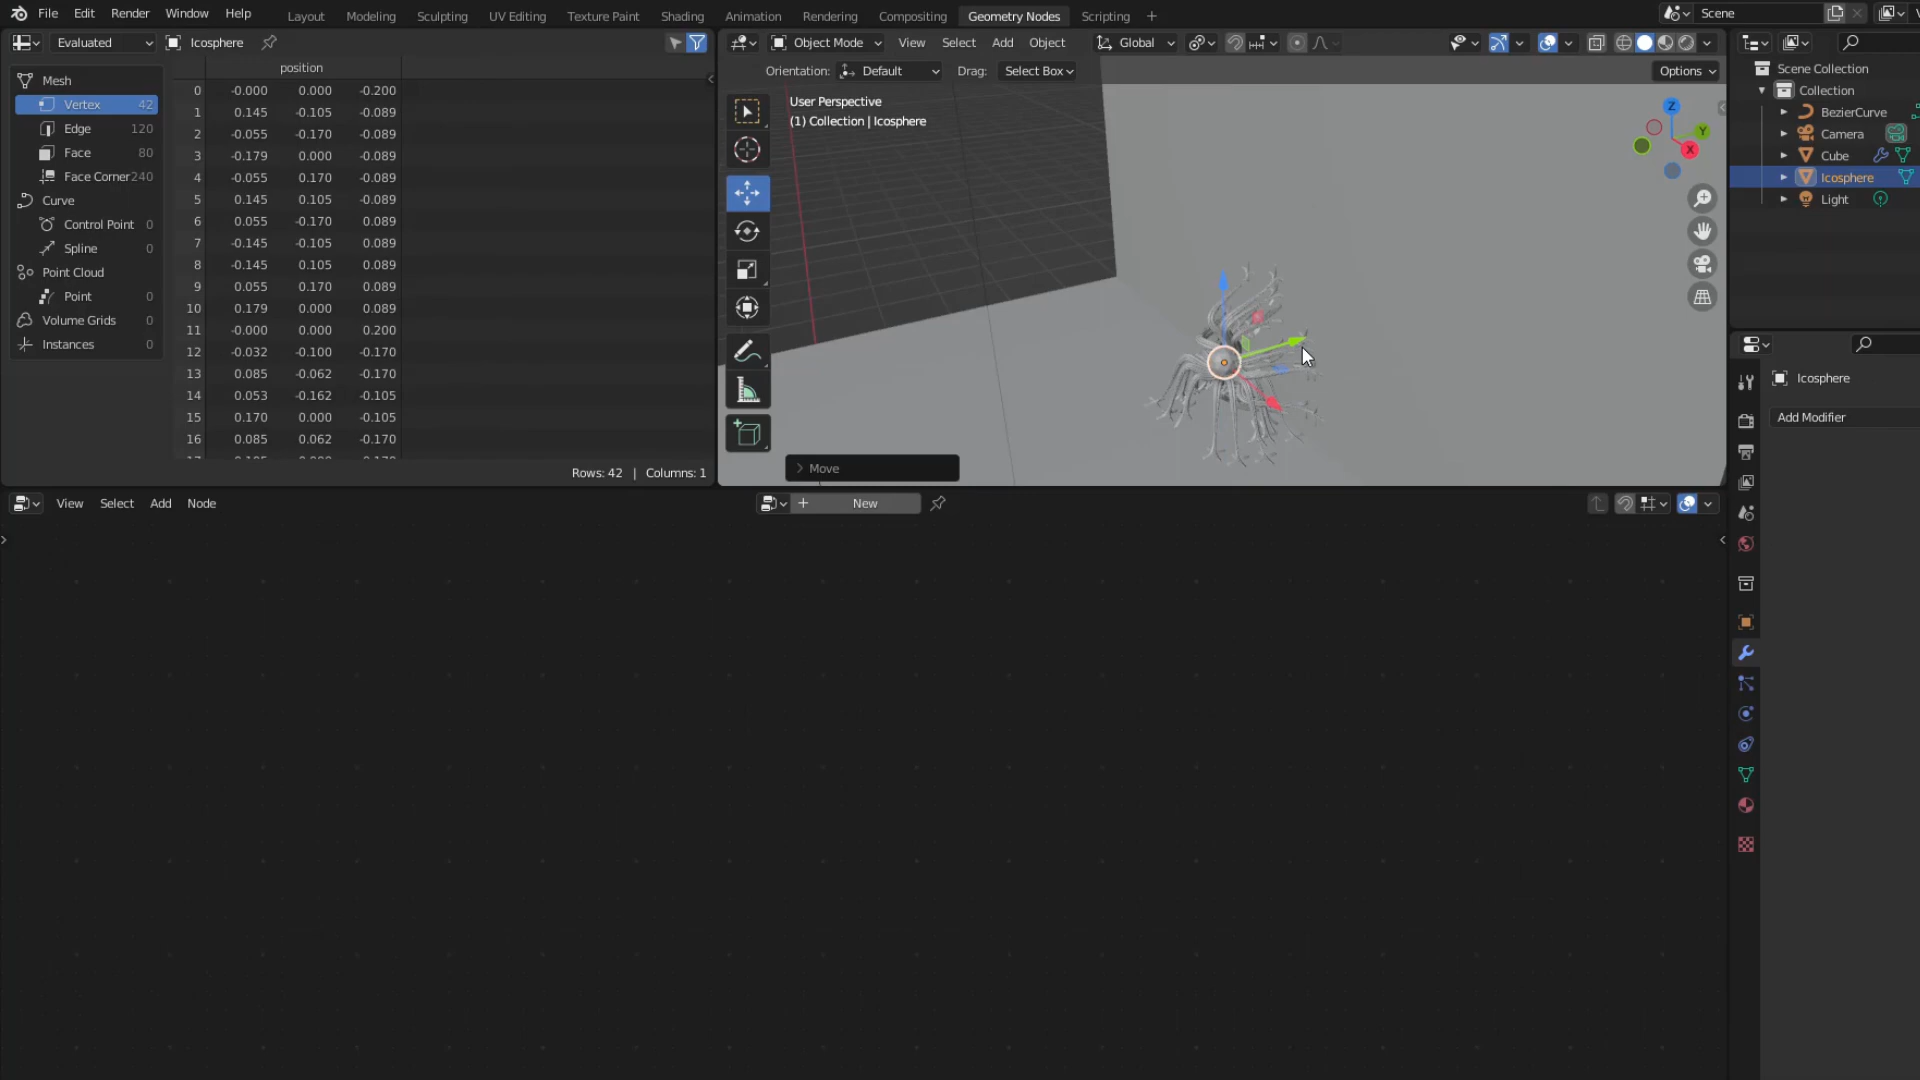 File Edit Render Window Help Layout Modeling Sculpting UV Editing Texture Paint Shading Animation Rendering Compositing Geometry Nodes Scripting + Scene
Evaluated Icosphere
Object Mode View Select Add Object Global
Orientation: Default Drag: Select Box Options
User Perspective
(1) Collection | Icosphere
Z
Y
X
> Move
Mesh
Vertex 42
Edge 120
Face 80
Face Corner 240
Curve
Control Point 0
Spline 0
Point Cloud
Point 0
Volume Grids 0
Instances 0
position
0 -0.000 0.000 -0.200
1 0.145 -0.105 -0.089
2 -0.055 -0.170 -0.089
3 -0.179 0.000 -0.089
4 -0.055 0.170 -0.089
5 0.145 0.105 -0.089
6 0.055 -0.170 0.089
7 -0.145 -0.105 0.089
8 -0.145 0.105 0.089
9 0.055 0.170 0.089
10 0.179 0.000 0.089
11 -0.000 0.000 0.200
12 -0.032 -0.100 -0.170
13 0.085 -0.062 -0.170
14 0.053 -0.162 -0.105
15 0.170 0.000 -0.105
16 0.085 0.062 -0.170
Rows: 42 | Columns: 1
View Select Add Node
+ New
Scene Collection
Collection
BezierCurve
Camera
Cube
Icosphere
Light
Icosphere
Add Modifier